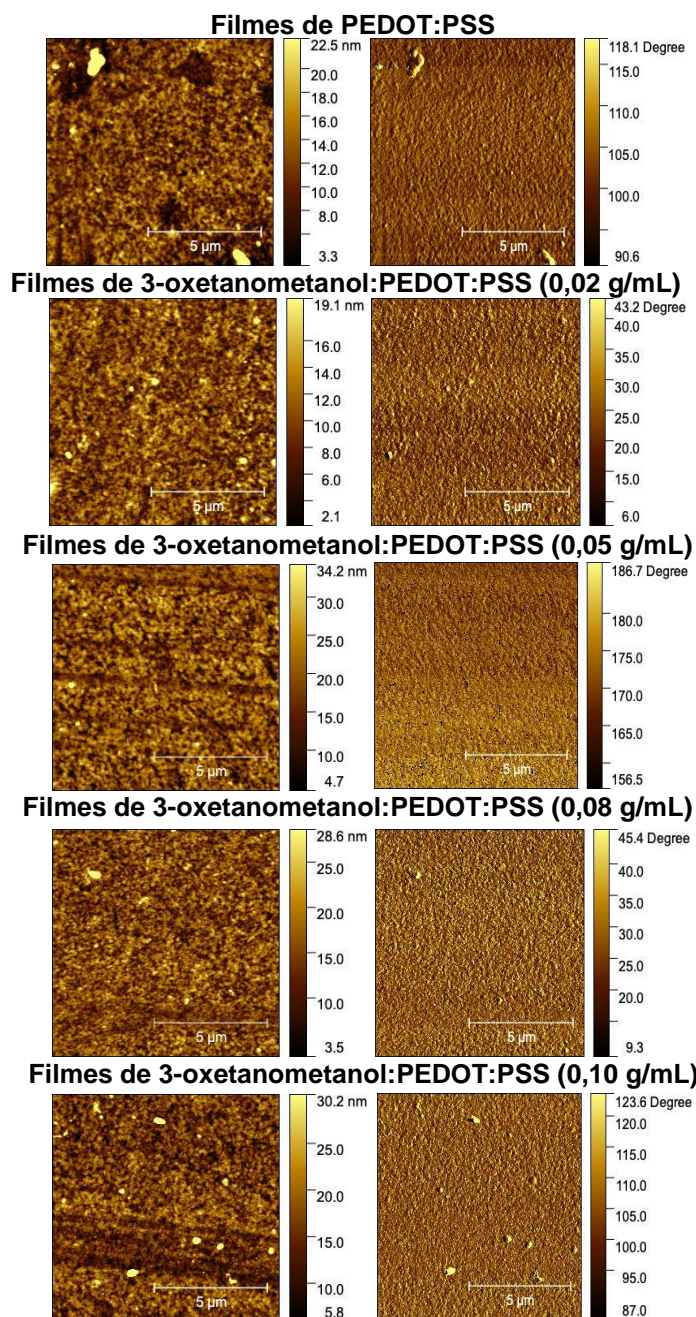 Filmes de PEDOT:PSS
22.5 nm
20.0
18.0
16.0
14.0
12.0
10.0
8.0
3.3
5 µm
118.1 Degree
115.0
110.0
105.0
100.0
90.6
5 µm
Filmes de 3-oxetanometanol:PEDOT:PSS (0,02 g/mL)
19.1 nm
16.0
14.0
12.0
10.0
8.0
6.0
2.1
5 µm
43.2 Degree
40.0
35.0
30.0
25.0
20.0
15.0
6.0
5 µm
Filmes de 3-oxetanometanol:PEDOT:PSS (0,05 g/mL)
34.2 nm
30.0
25.0
20.0
15.0
10.0
4.7
5 µm
186.7 Degree
180.0
175.0
170.0
165.0
156.5
5 µm
Filmes de 3-oxetanometanol:PEDOT:PSS (0,08 g/mL)
28.6 nm
25.0
20.0
15.0
10.0
3.5
5 µm
45.4 Degree
40.0
35.0
30.0
25.0
20.0
9.3
5 µm
Filmes de 3-oxetanometanol:PEDOT:PSS (0,10 g/mL)
30.2 nm
25.0
20.0
15.0
10.0
5.8
5 µm
123.6 Degree
120.0
115.0
110.0
105.0
100.0
95.0
87.0
5 µm